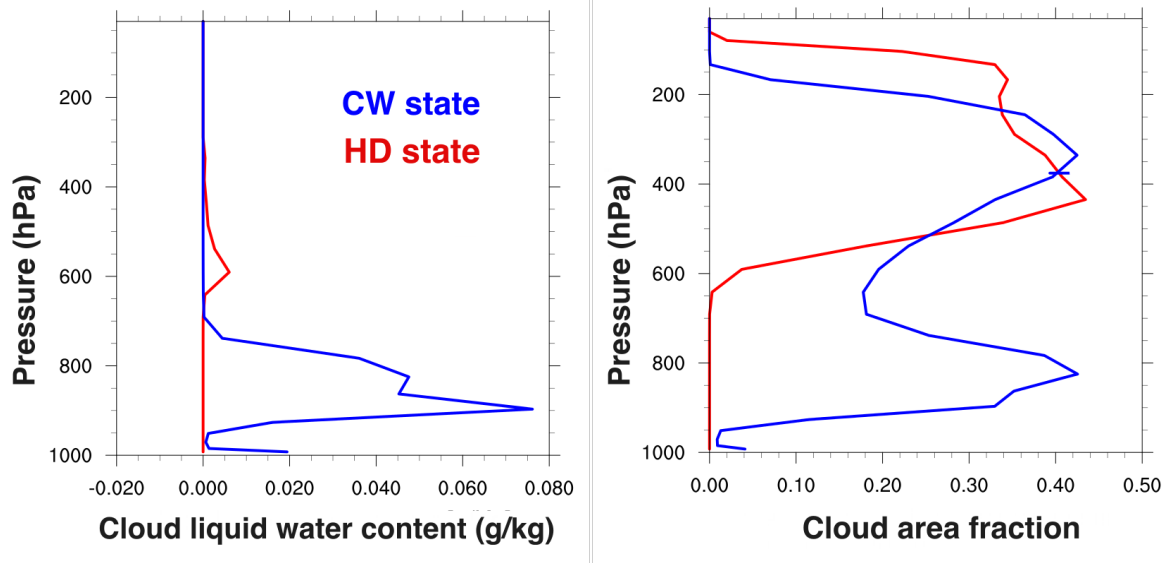 CW state
HD state
Pressure (hPa)
200
400
600
800
1000
-0.020 0.000 0.020 0.040 0.060 0.080
Cloud liquid water content (g/kg)
Pressure (hPa)
200
400
600
800
1000
0.00 0.10 0.20 0.30 0.40 0.50
Cloud area fraction